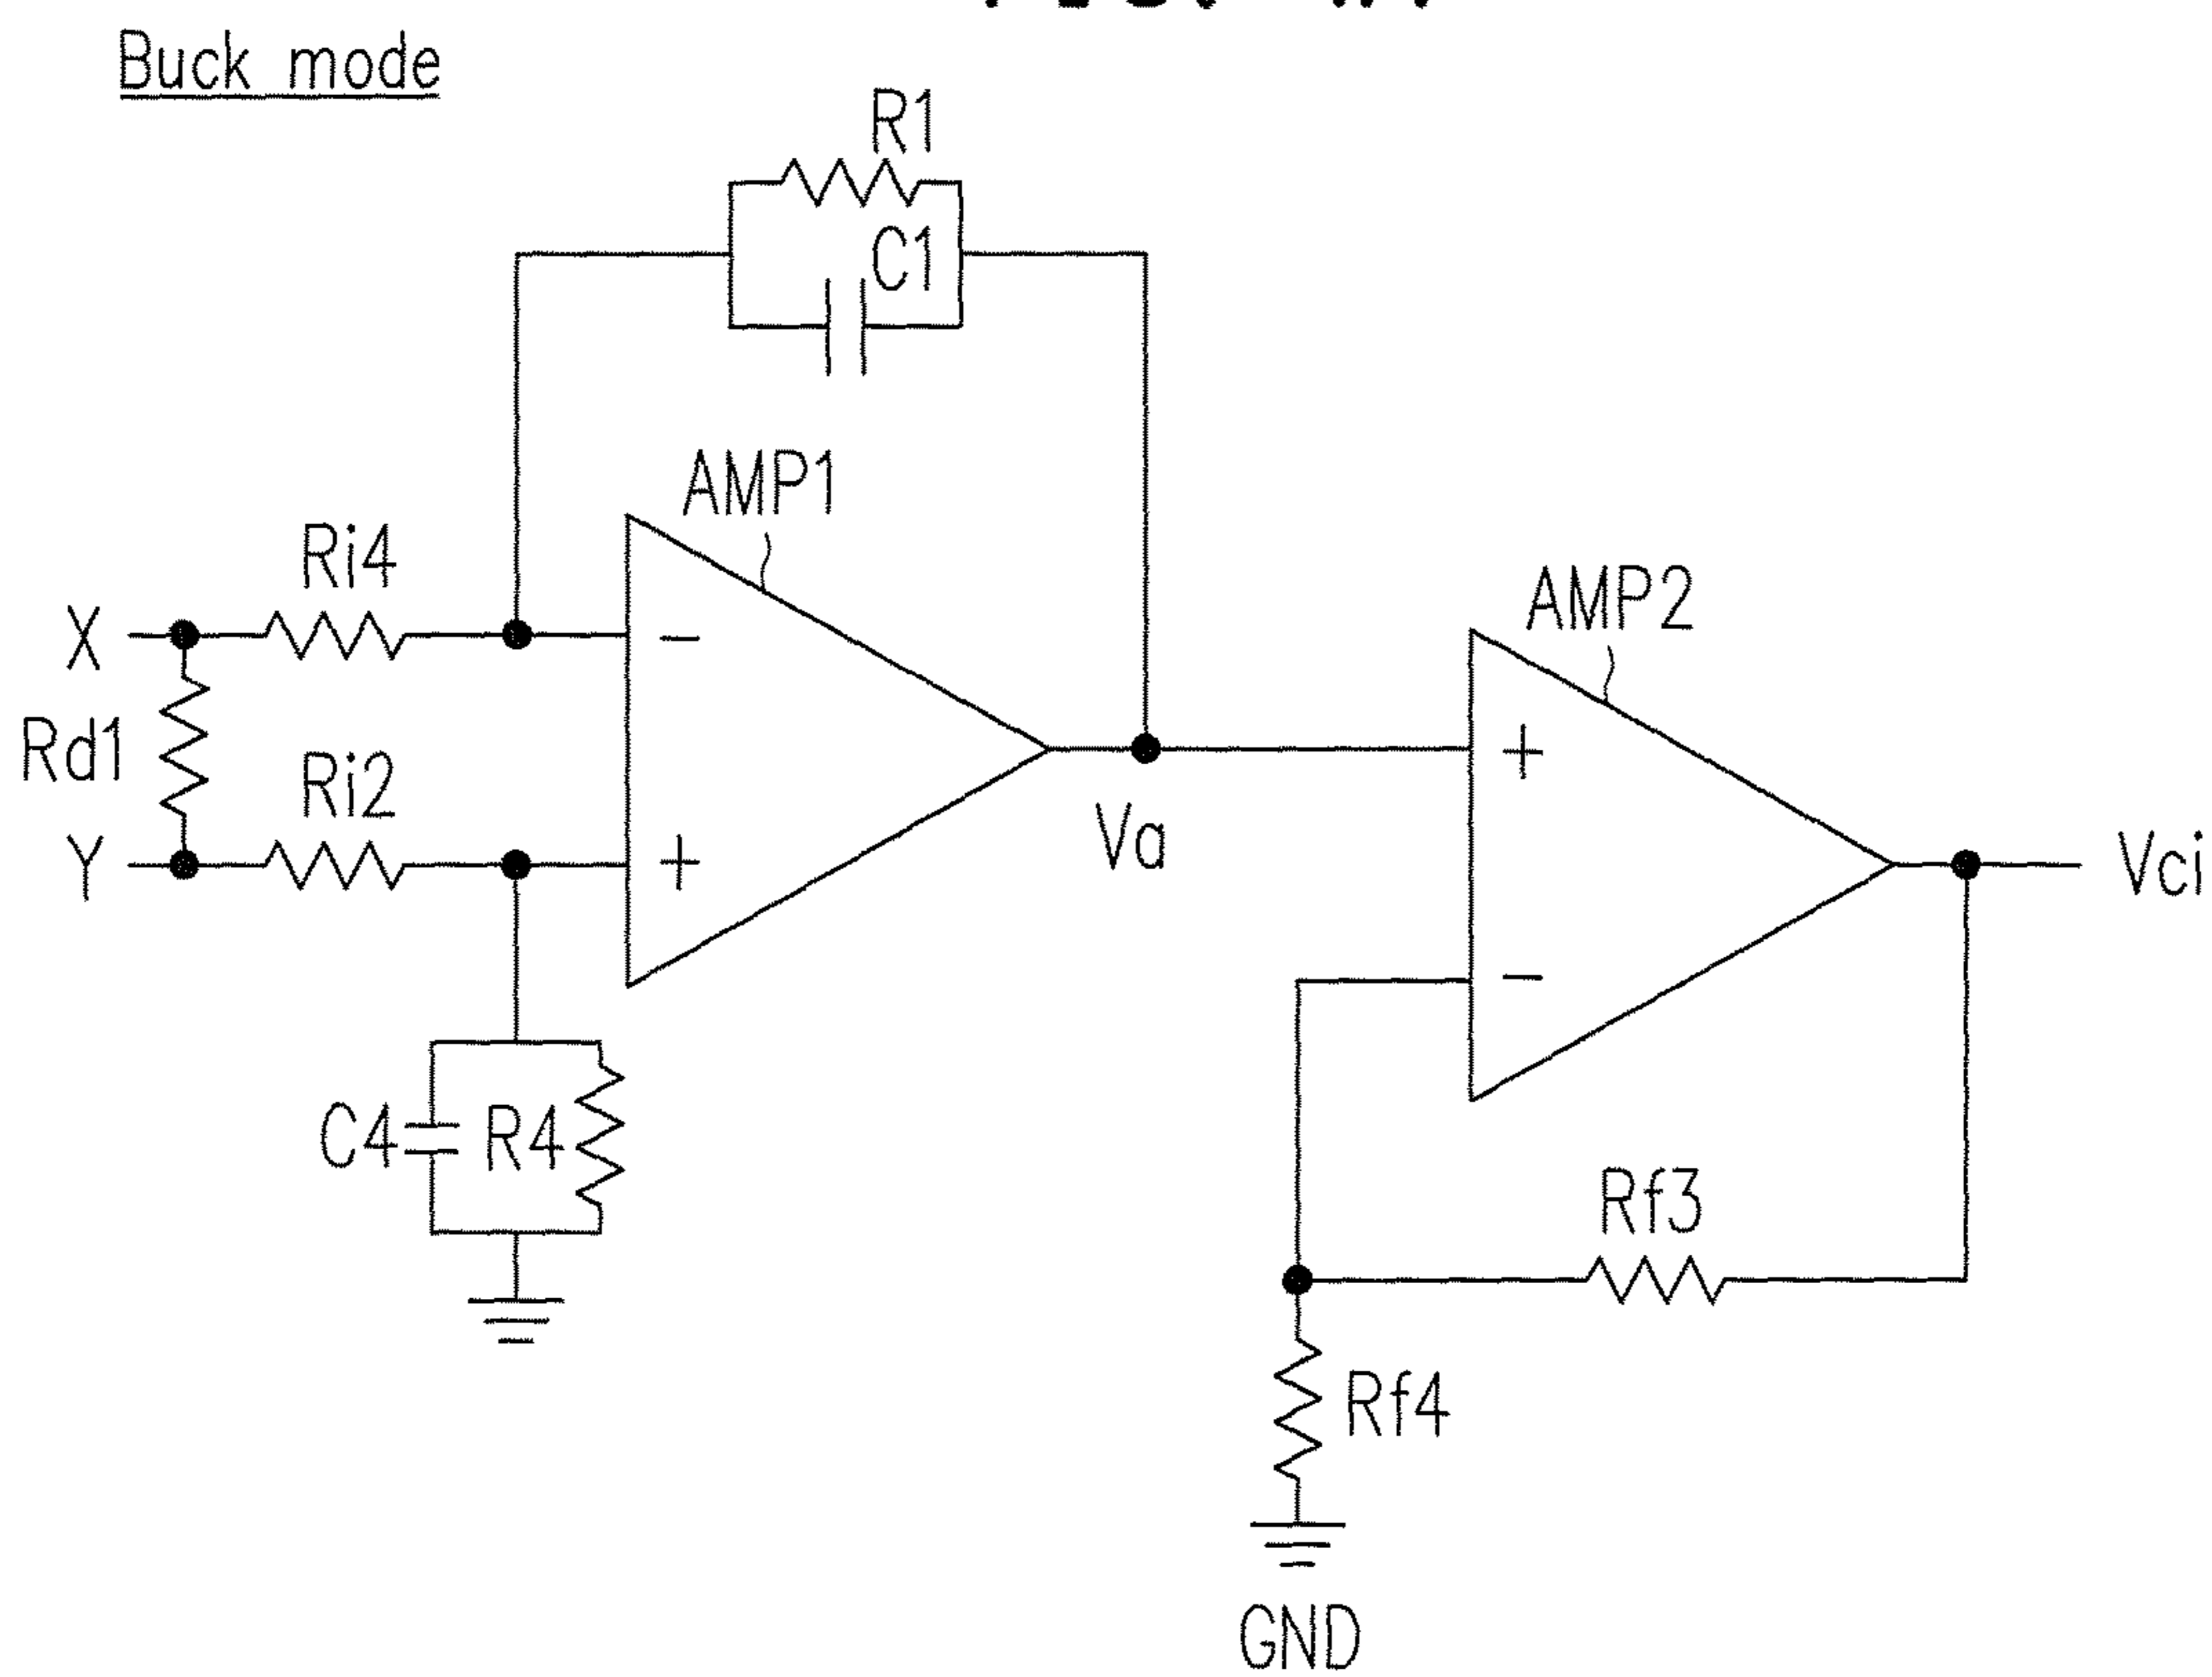 Buck mode
R1
C1
AMP1
Ri4
X
AMP2
Rd1
Ri2
Va
Y
Vci
+
-
+
-
C4
R4
Rf3
Rf4
GND